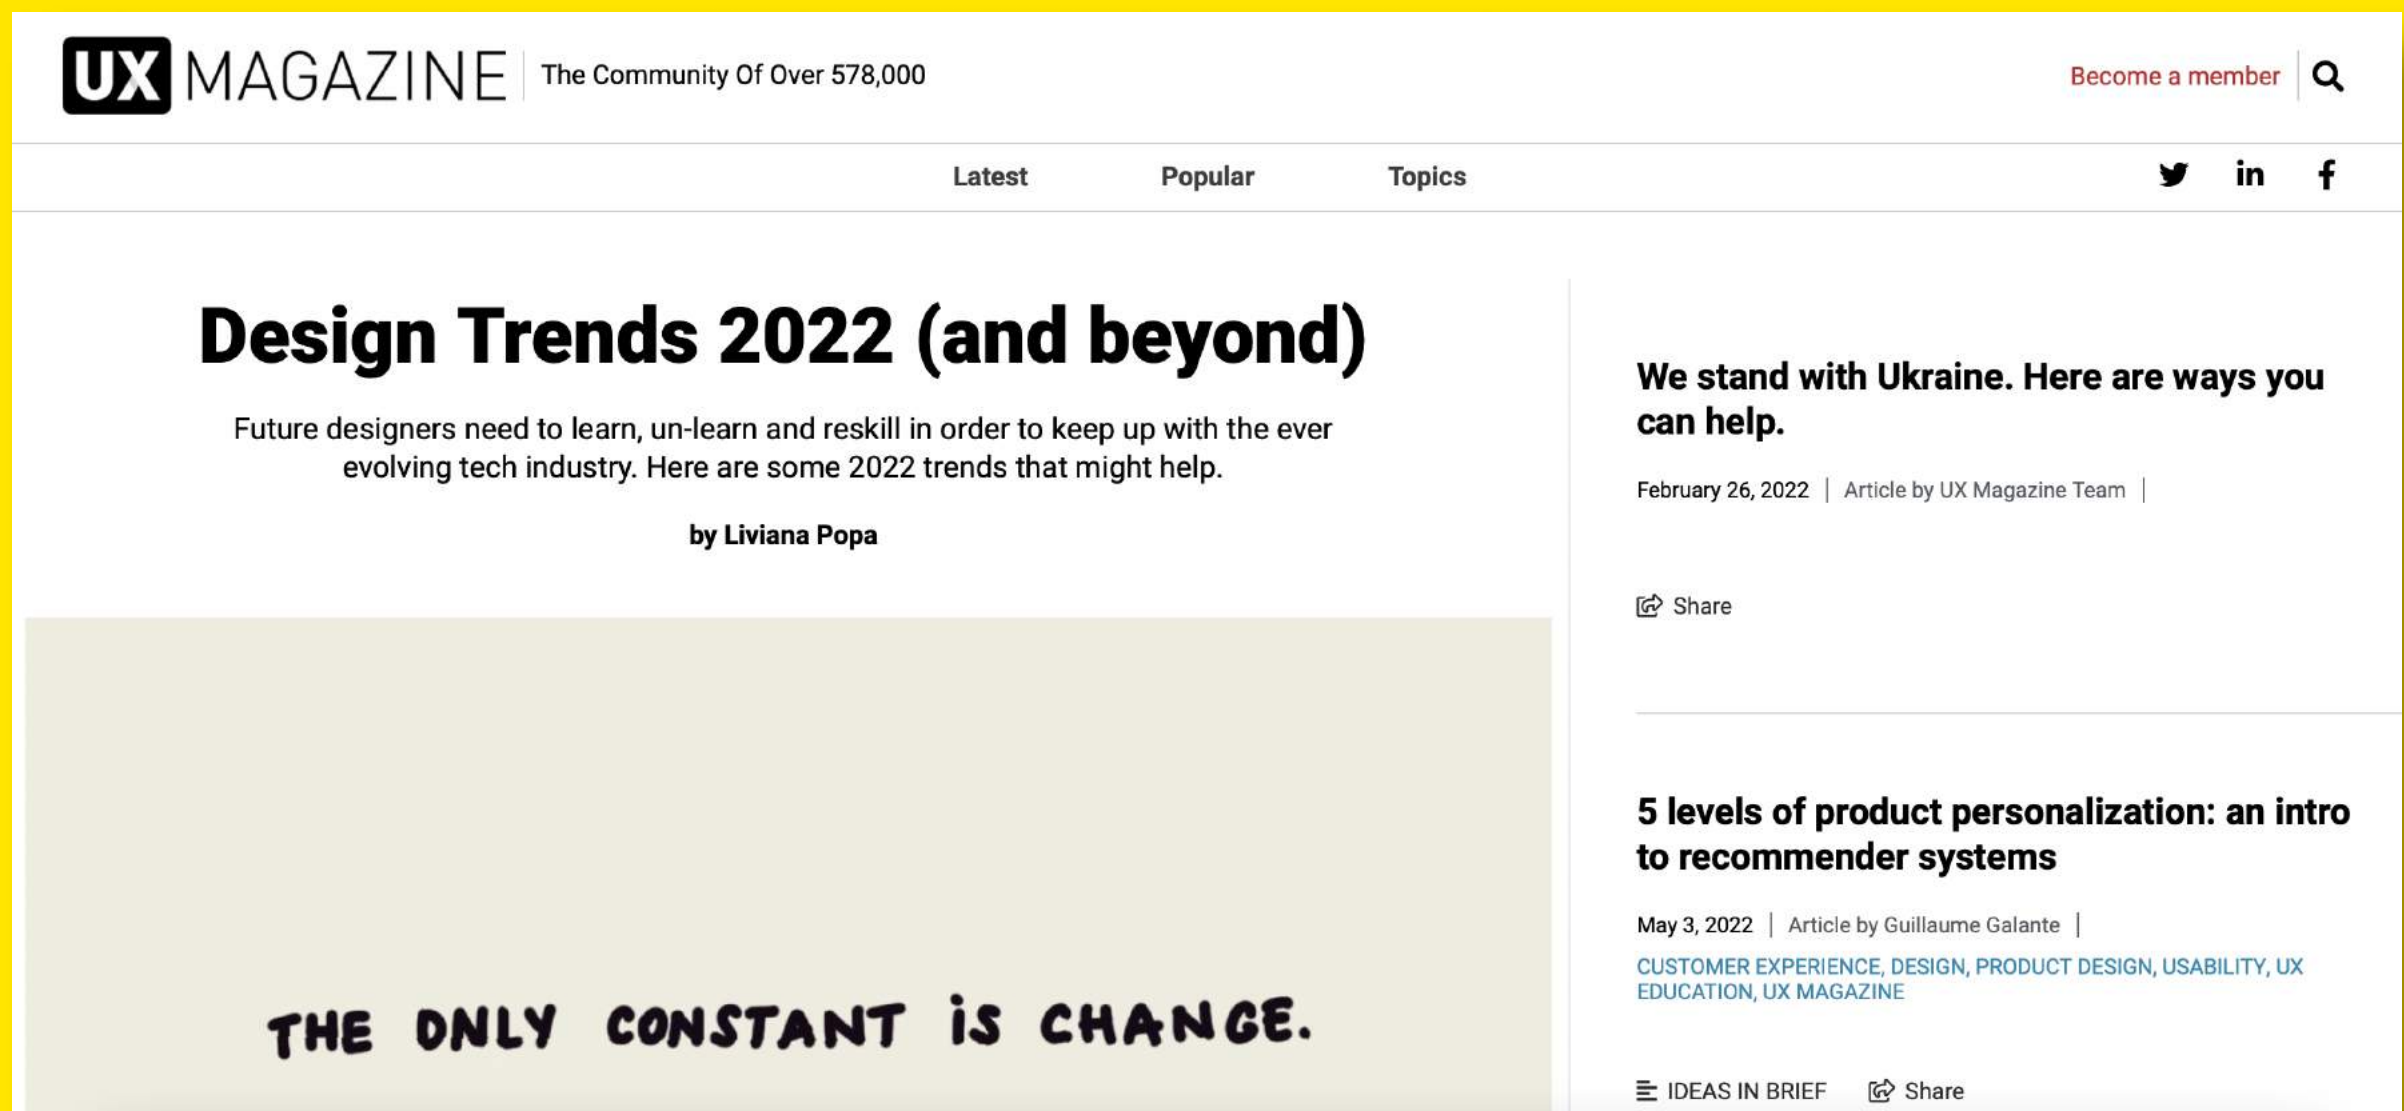 UX MAGAZINE
The Community Of Over 578,000
Become a member
Latest
Popular
Topics
in
f
Design Trends 2022 (and beyond)
Future designers need to learn, un-learn and reskill in order to keep up with the ever
evolving tech industry. Here are some 2022 trends that might help.
by Liviana Popa
THE ONLY CONSTANT iS CHANGE.
We stand with Ukraine. Here are ways you
can help.
February 26, 2022 | Article by UX Magazine Team |
Share
5 levels of product personalization: an intro
to recommender systems
May 3, 2022 | Article by Guillaume Galante |
CUSTOMER EXPERIENCE, DESIGN, PRODUCT DESIGN, USABILITY, UX
EDUCATION, UX MAGAZINE
IDEAS IN BRIEF
Share